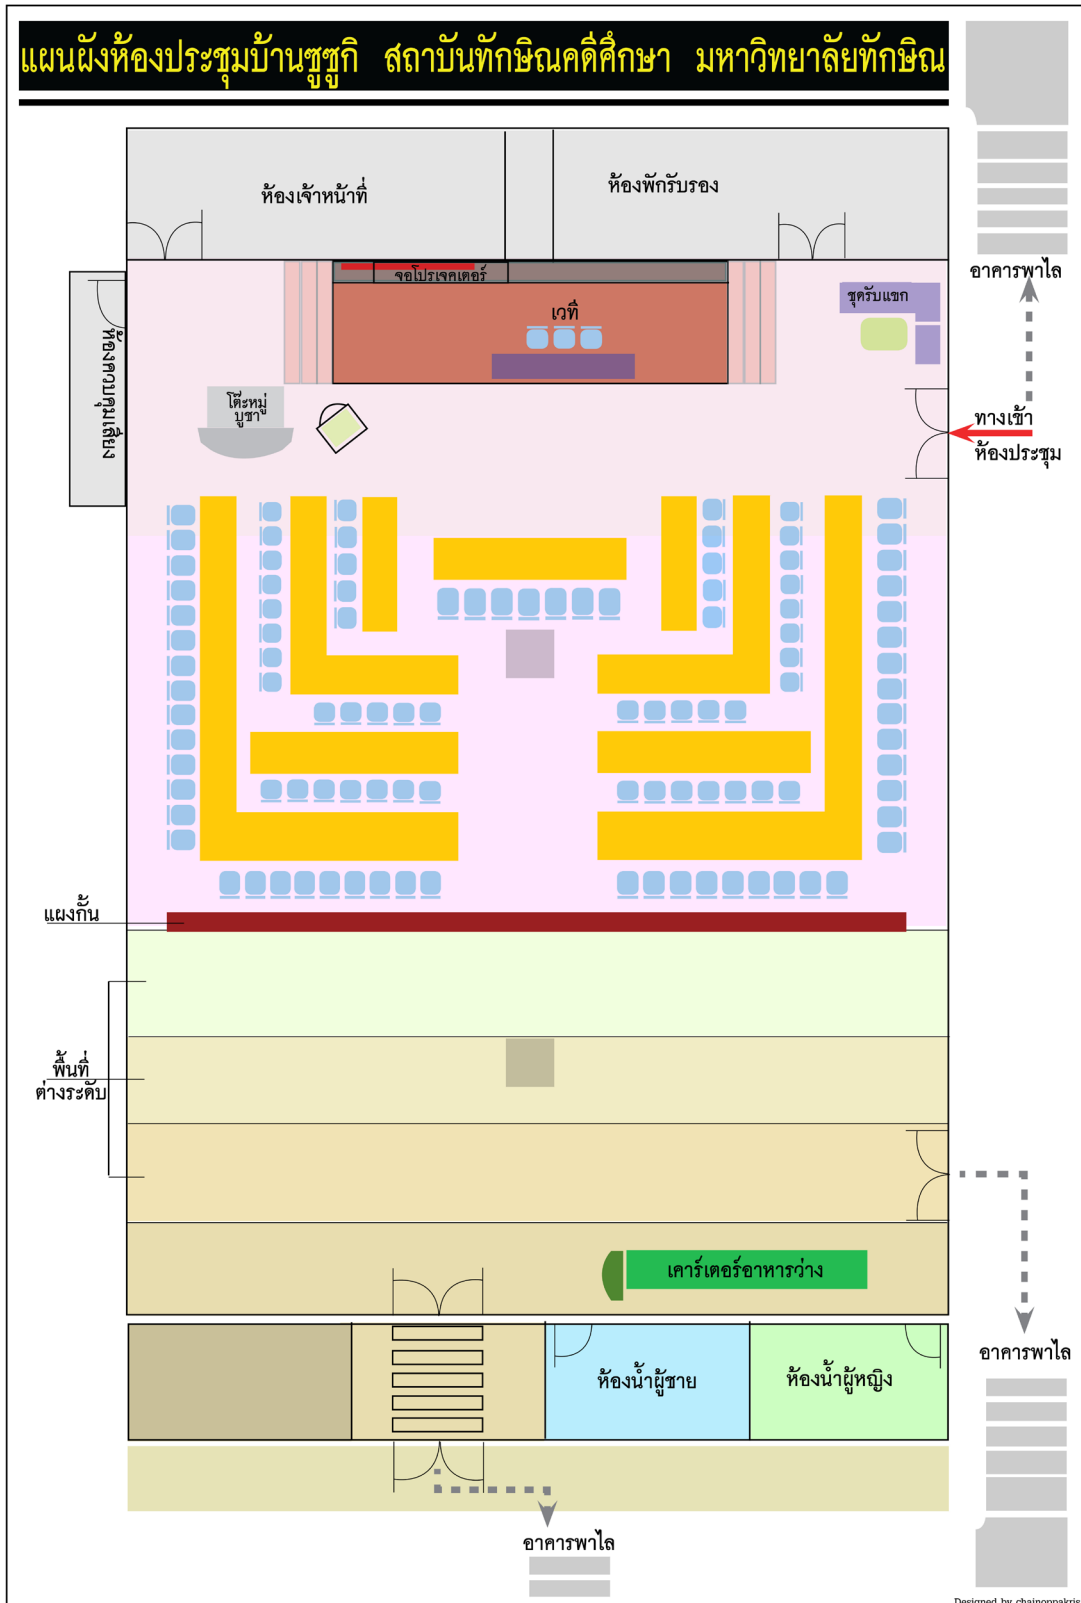 แผนผังห้องประชุมบ้านซูซูกิ สถาบันทักษิณคดีศึกษา มหาวิทยาลัยทักษิณ
ห้องเจ้าหน้าที่
ห้องพักรับรอง
จอโปรเจคเตอร์
เวที
ชุดรับแขก
อาคารพาไล
ห้องควบคุมเสียง
โต๊ะหมู่
บูชา
ทางเข้า
ห้องประชุม
แผงกั้น
พื้นที่
ต่างระดับ
เคาร์เตอร์อาหารว่าง
ห้องน้ำผู้ชาย
ห้องน้ำผู้หญิง
อาคารพาไล
อาคารพาไล
Designed by chainoppakris